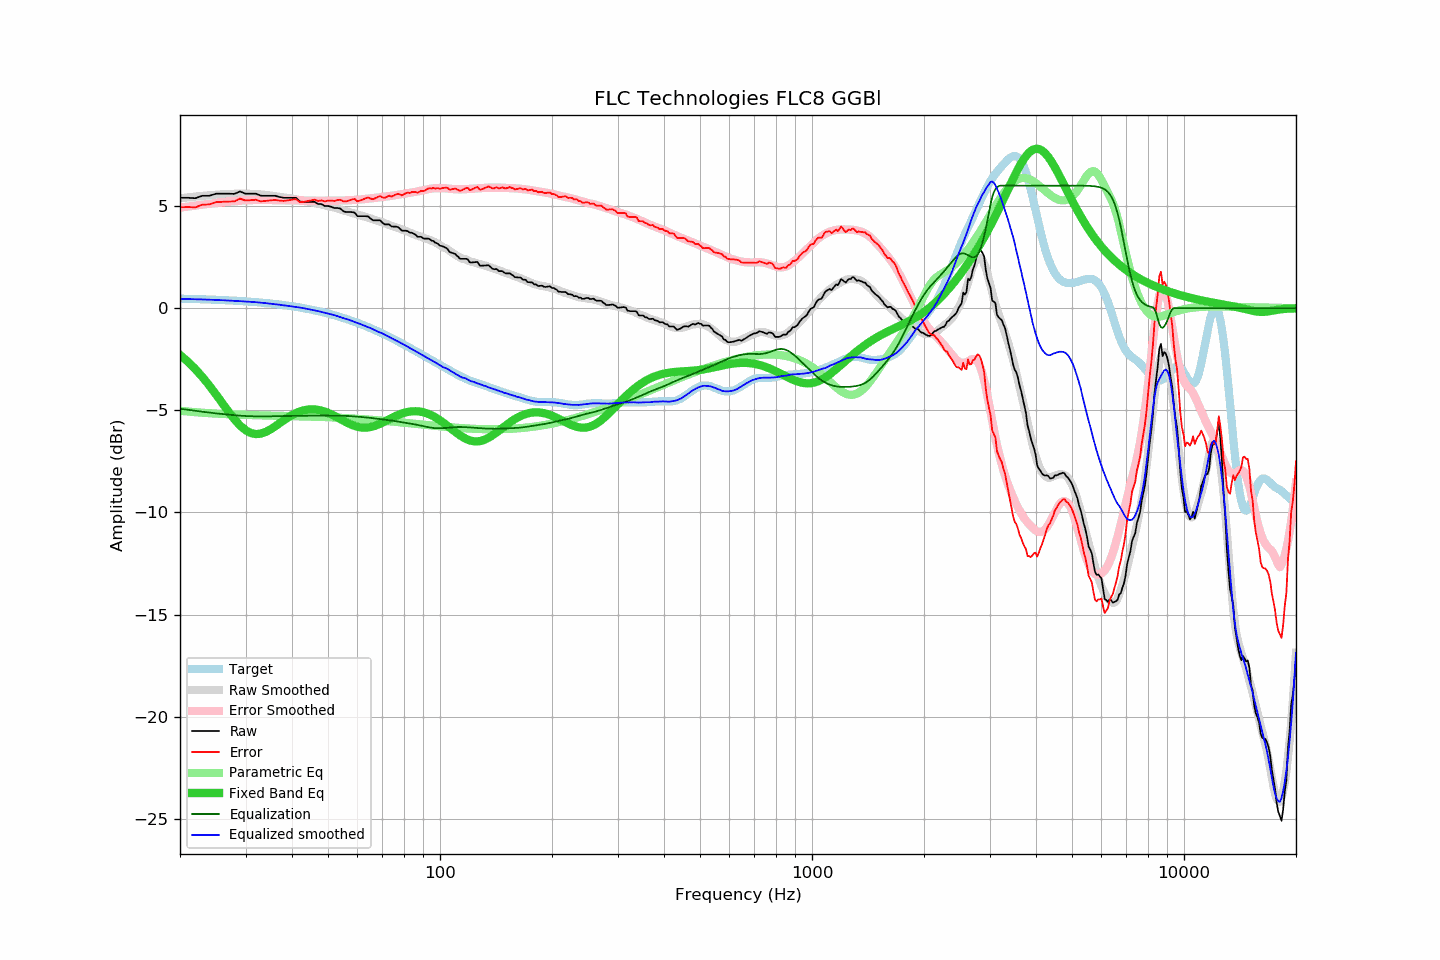 FLC Technologies FLC8 GGBl
Amplitude (dBr)
5
0
−5
−10
−15
−20
−25
Target
Raw Smoothed
Error Smoothed
Raw
Error
Parametric Eq
Fixed Band Eq
Equalization
Equalized smoothed
100
1000
10000
Frequency (Hz)